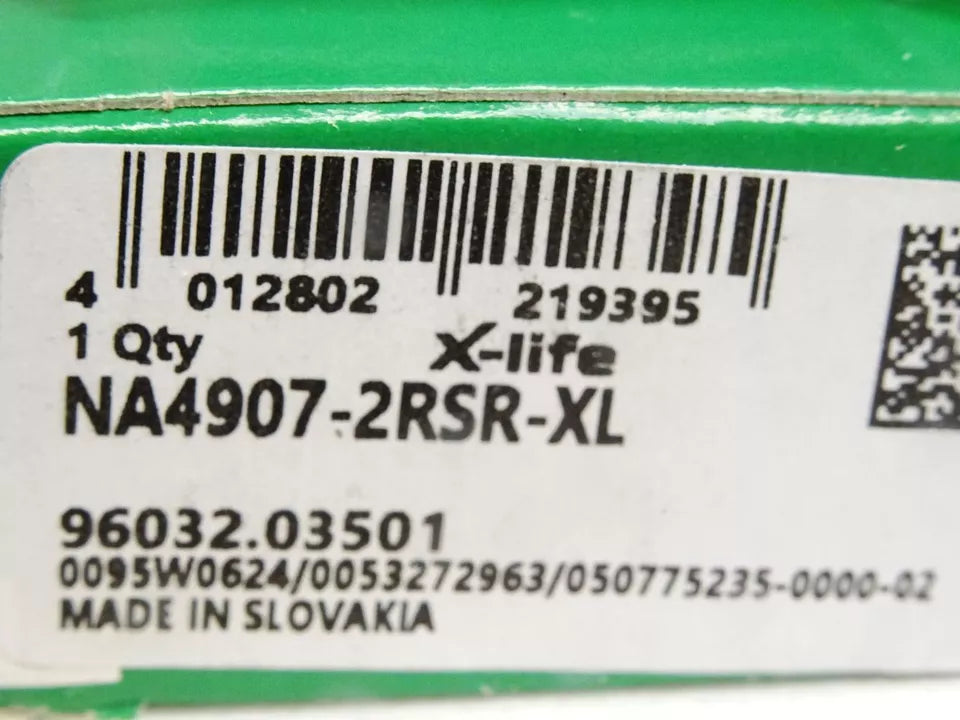 4 012802 219395
1 Qty X-life
NA4907-2RSR-XL
96032.03501
0095W0624/0053272963/050775235-0000-02
MADE IN SLOVAKIA